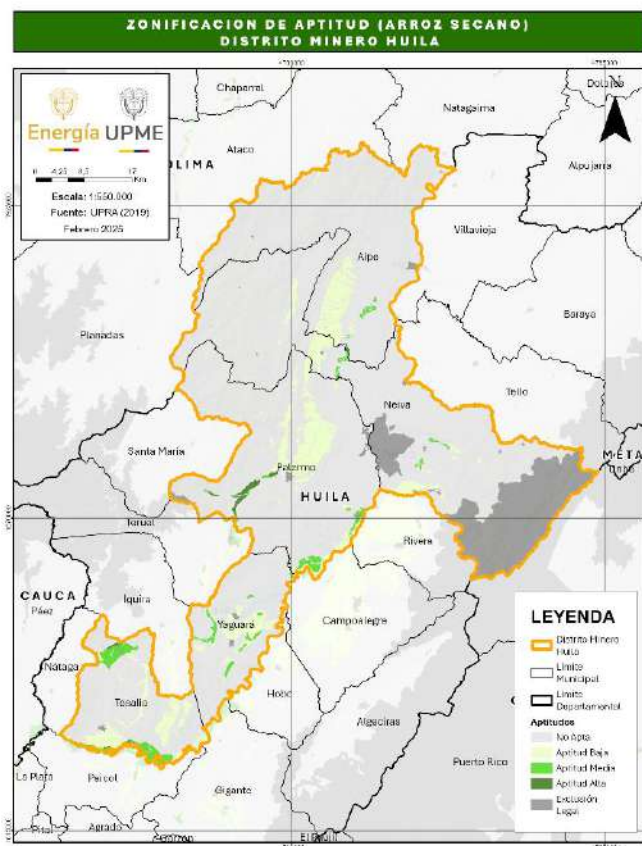 ZONIFICACION DE APTITUD (ARROZ SECANO)
DISTRITO MINERO HUILA
Energía UPME
Km
Escala: 1:550.000
Fuente: UPRA (2019)
Febrero 2025
Chaparral
Natagaima
Ataco
Alpujarra
Villavieja
Aipe
Baraya
Planadas
Tello
Neiva
Santa María
Palermo
HUILA
Teruel
Rivera
CAUCA
Páez
Iquira
Yaguará
Campoalegre
Nátaga
Hobo
Tesalia
Algeciras
La Plata
Paicol
Gigante
Puerto Rico
Pital
Agrado
Garzón
LEYENDA
Distrito Minero
Huila
Límite
Municipal
Límite
Departamental
Aptitudes
No Apta
Aptitud Baja
Aptitud Media
Aptitud Alta
Exclusión
Legal